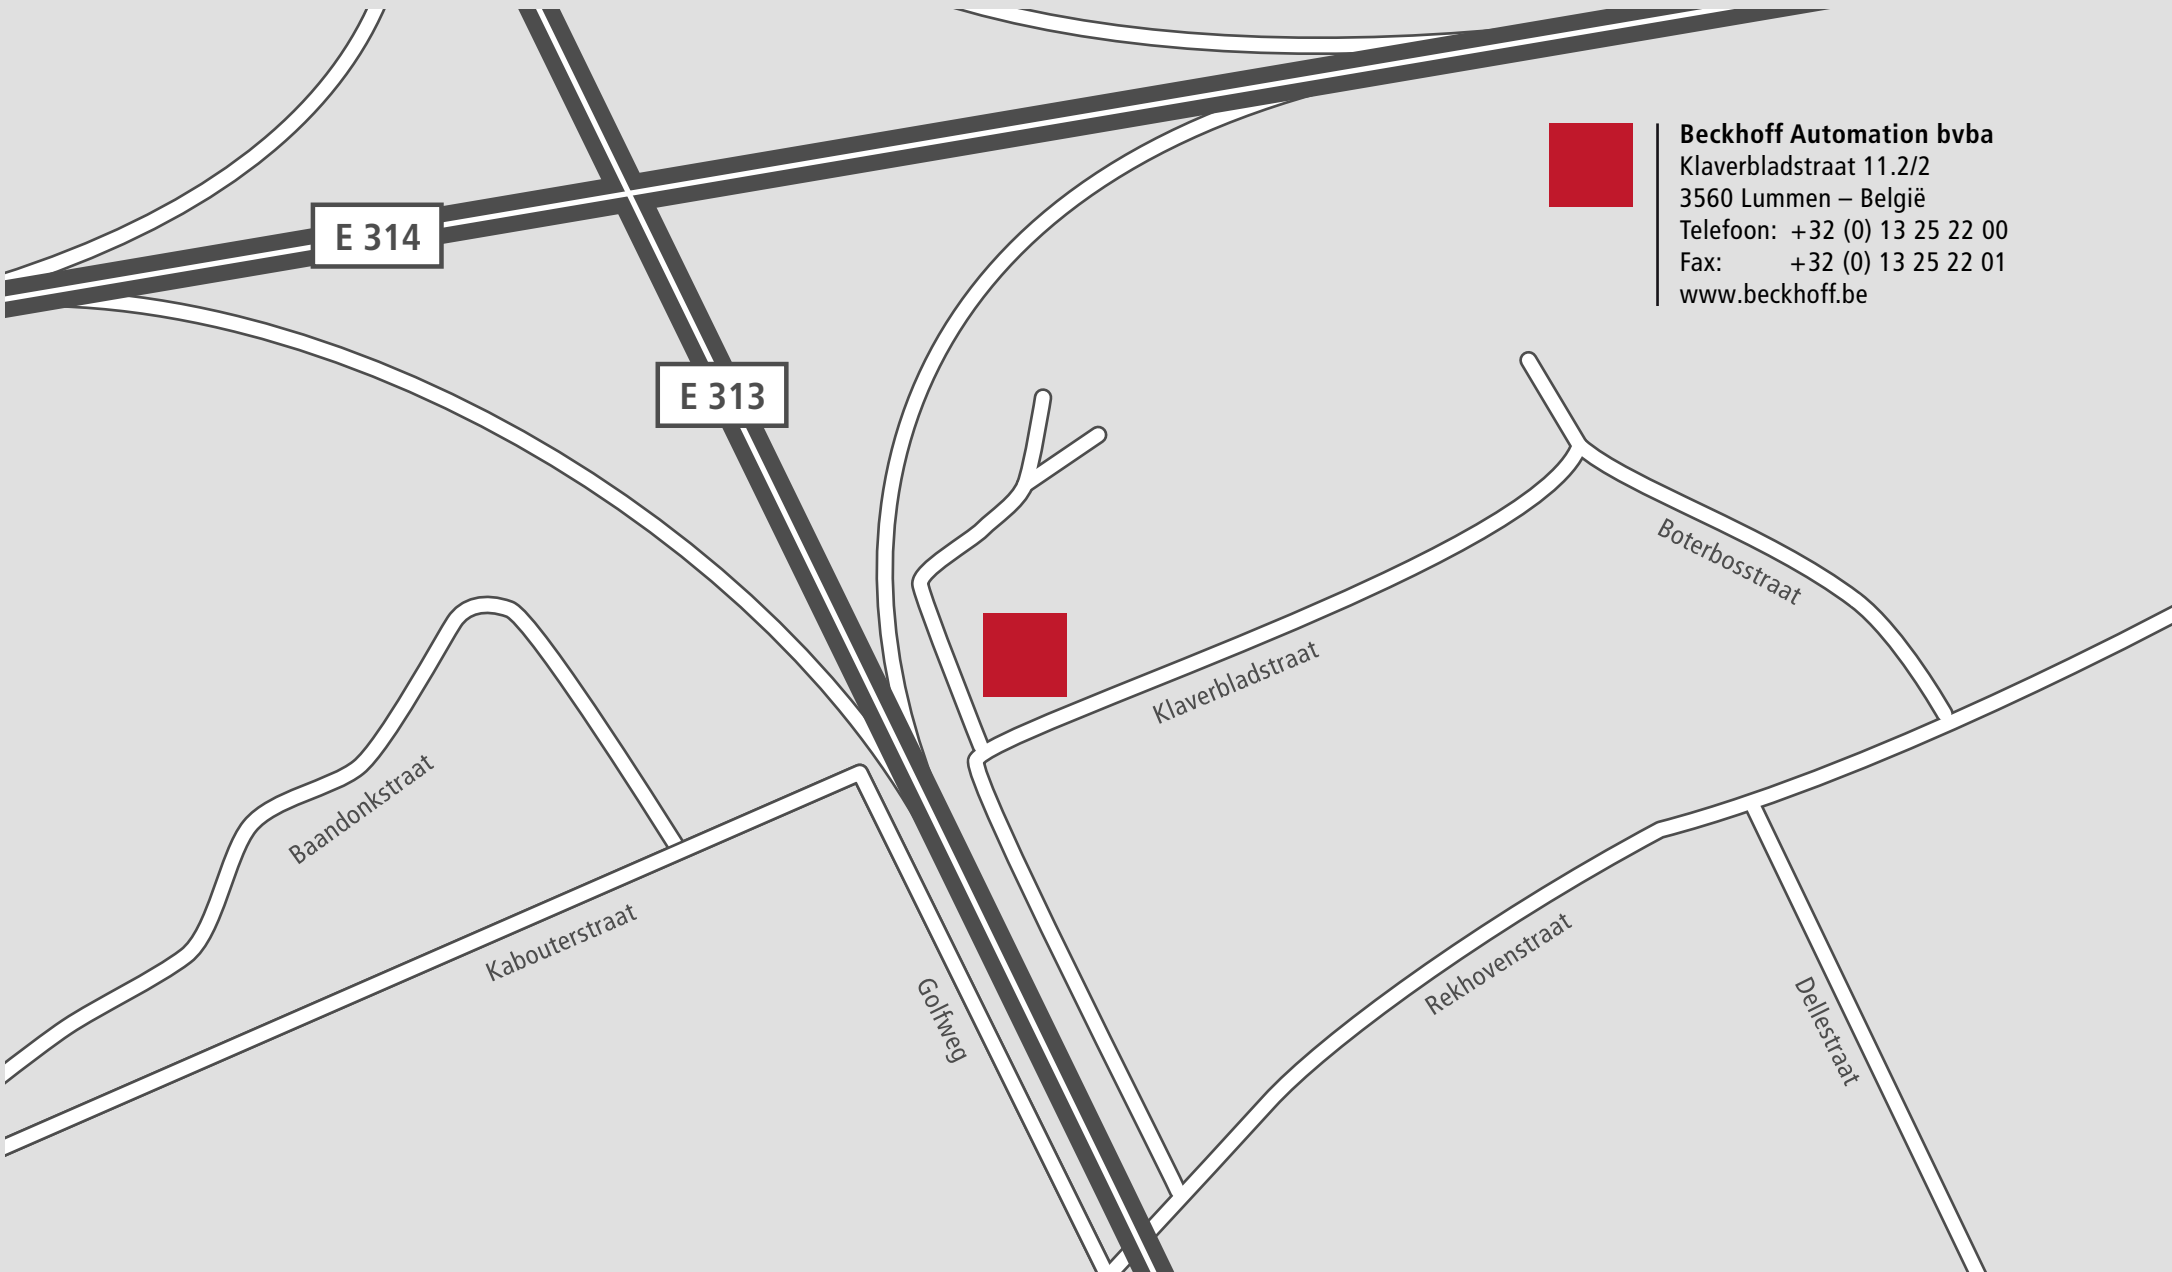 E 314
E 313
Beckhoff Automation bvba
Klaverbladstraat 11.2/2
3560 Lummen – België
Telefoon: +32 (0) 13 25 22 00
Fax: +32 (0) 13 25 22 01
www.beckhoff.be
Boterbosstraat
Klaverbladstraat
Baandonkstraat
Kabouterstraat
Golfweg
Rekhovenstraat
Dellestraat